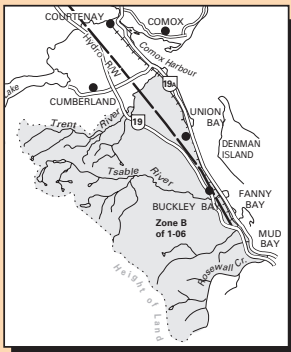 COURTENAY
COMOX
Hydro R/W
Comox Harbour
19A
Lake
CUMBERLAND
UNION
BAY
Trent River
19
DENMAN
ISLAND
Tsable River
BUCKLEY BAY
FANNY
BAY
Zone B
of 1-06
MUD
BAY
Rosewall Cr.
Height of Land